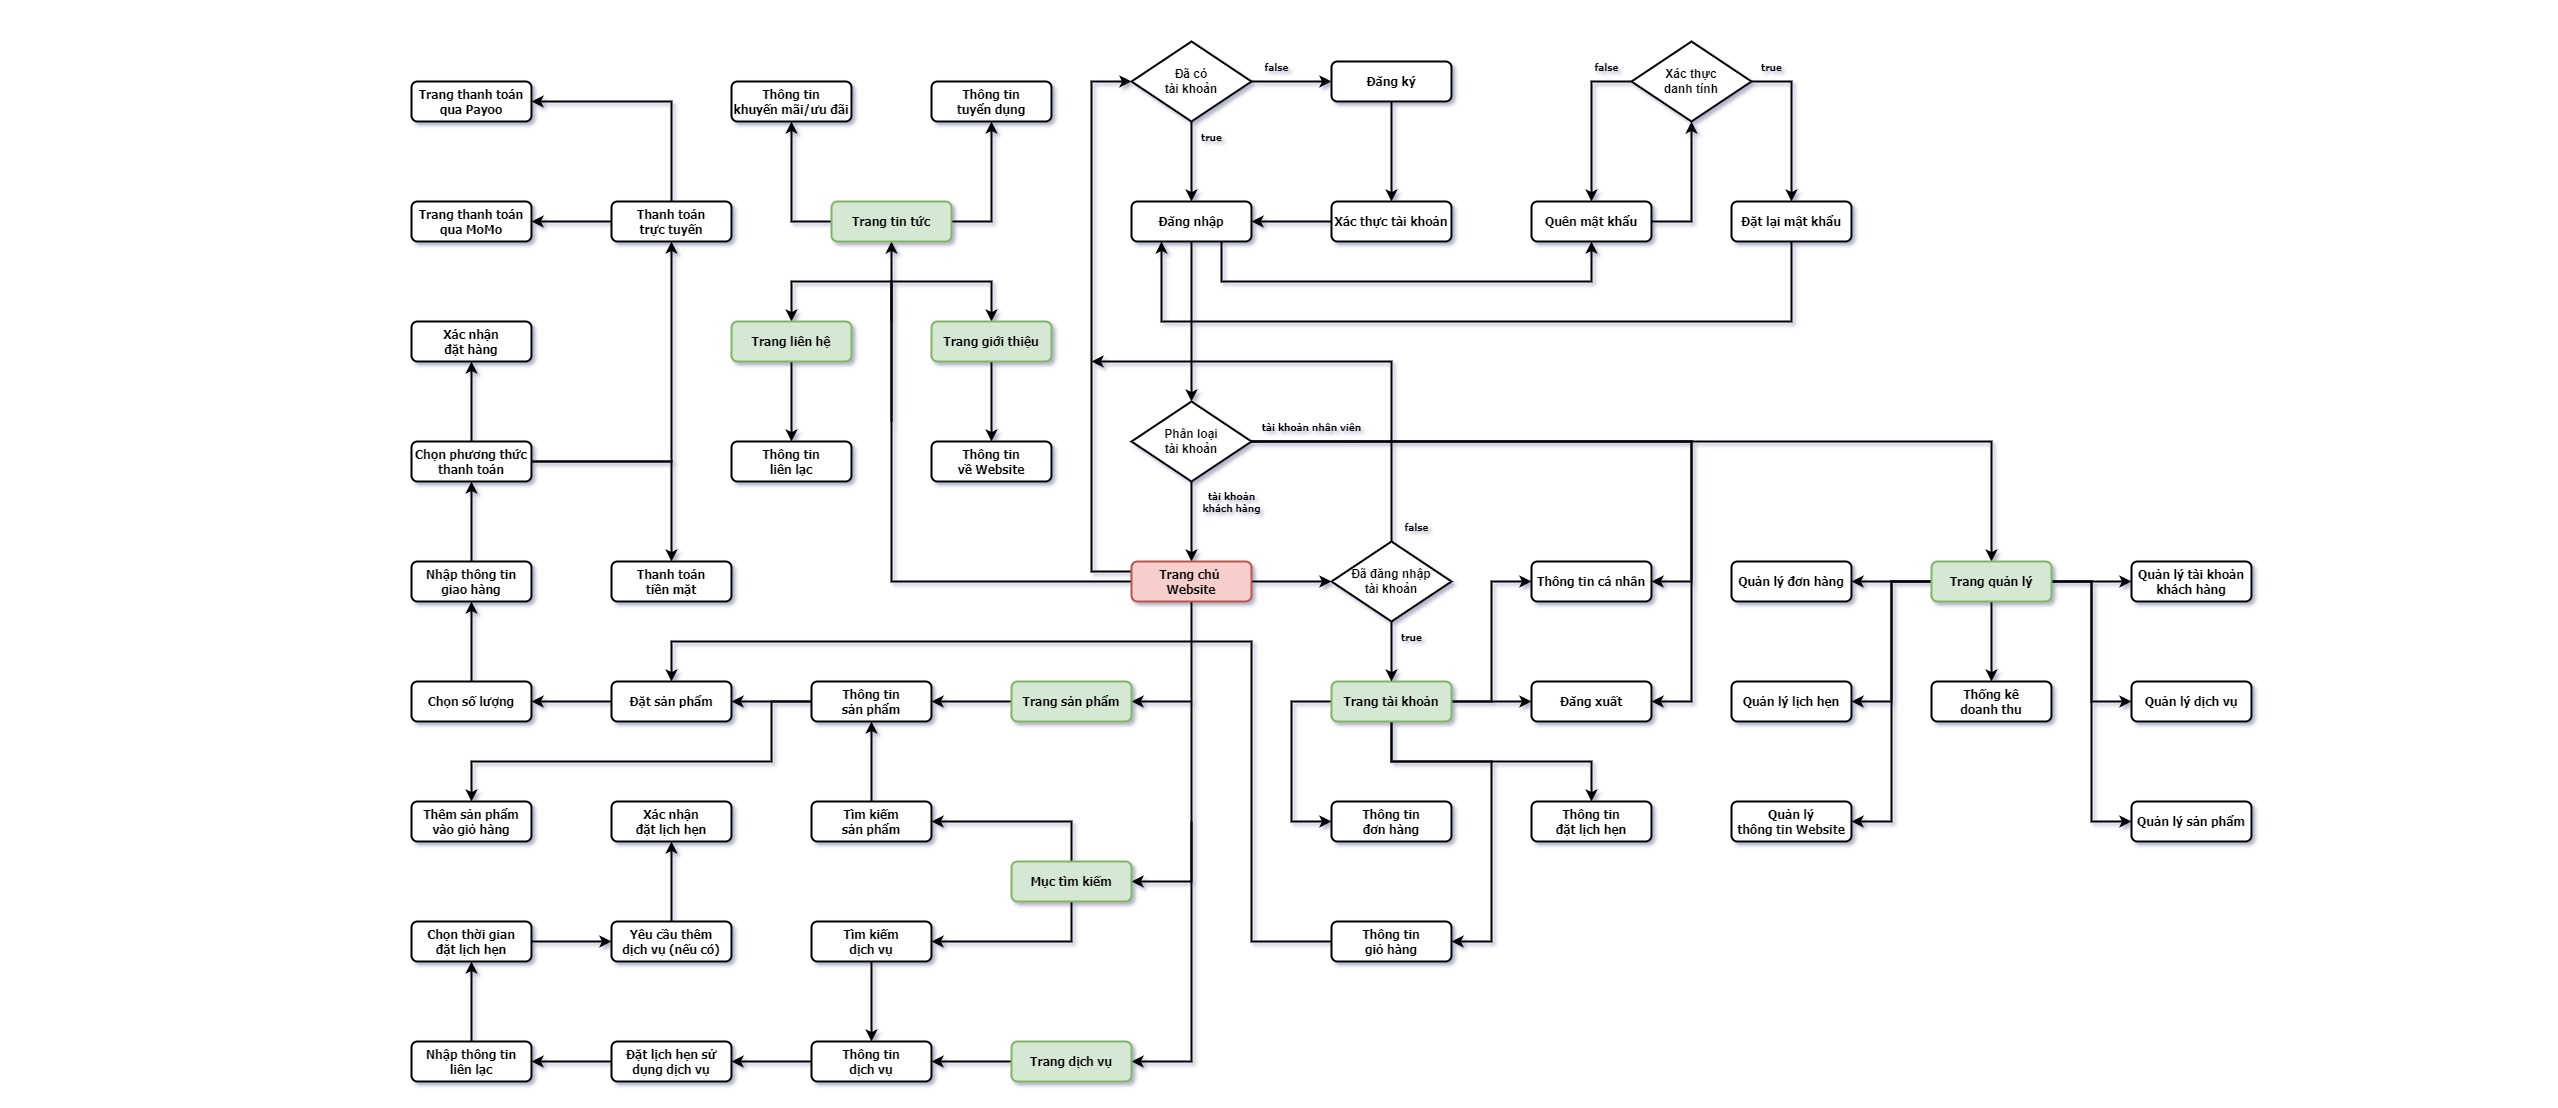 Đã có
tài khoản
false
Đăng ký
false
Xác thực
danh tính
true
Trang thanh toán
qua Payoo
Thông tin
khuyến mãi/ưu đãi
Thông tin
tuyển dụng
true
Trang thanh toán
qua MoMo
Thanh toán
trực tuyến
Trang tin tức
Đăng nhập
Xác thực tài khoản
Quên mật khẩu
Đặt lại mật khẩu
Xác nhận
đặt hàng
Trang liên hệ
Trang giới thiệu
Phân loại
tài khoản
tài khoản nhân viên
Chọn phương thức
thanh toán
Thông tin
liên lạc
Thông tin
về Website
tài khoản
khách hàng
false
Nhập thông tin
giao hàng
Thanh toán
tiền mặt
Trang chủ
Website
Đã đăng nhập
tài khoản
Thông tin cá nhân
Quản lý đơn hàng
Trang quản lý
Quản lý tài khoản
khách hàng
true
Chọn số lượng
Đặt sản phẩm
Thông tin
sản phẩm
Trang sản phẩm
Trang tài khoản
Đăng xuất
Quản lý lịch hẹn
Thống kê
doanh thu
Quản lý dịch vụ
Thêm sản phẩm
vào giỏ hàng
Xác nhận
đặt lịch hẹn
Tìm kiếm
sản phẩm
Thông tin
đơn hàng
Thông tin
đặt lịch hẹn
Quản lý
thông tin Website
Quản lý sản phẩm
Mục tìm kiếm
Chọn thời gian
đặt lịch hẹn
Yêu cầu thêm
dịch vụ (nếu có)
Tìm kiếm
dịch vụ
Thông tin
giỏ hàng
Nhập thông tin
liên lạc
Đặt lịch hẹn sử
dụng dịch vụ
Thông tin
dịch vụ
Trang dịch vụ